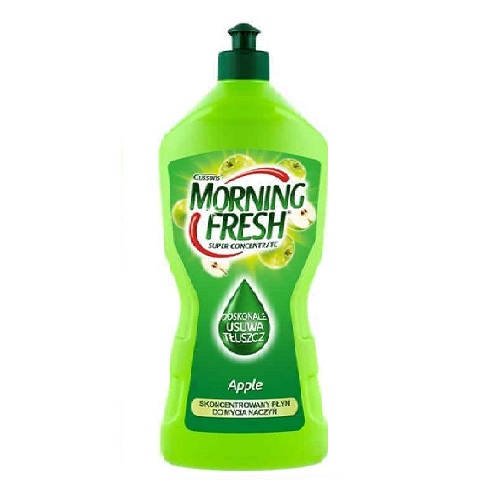 Cussons
MORNING
FRESH
SUPER CONCENTRATE
DOSKONALE
USUWA
TŁUSZCZ
Apple
SKONCENTROWANY PŁYN
DO MYCIA NACZYŃ